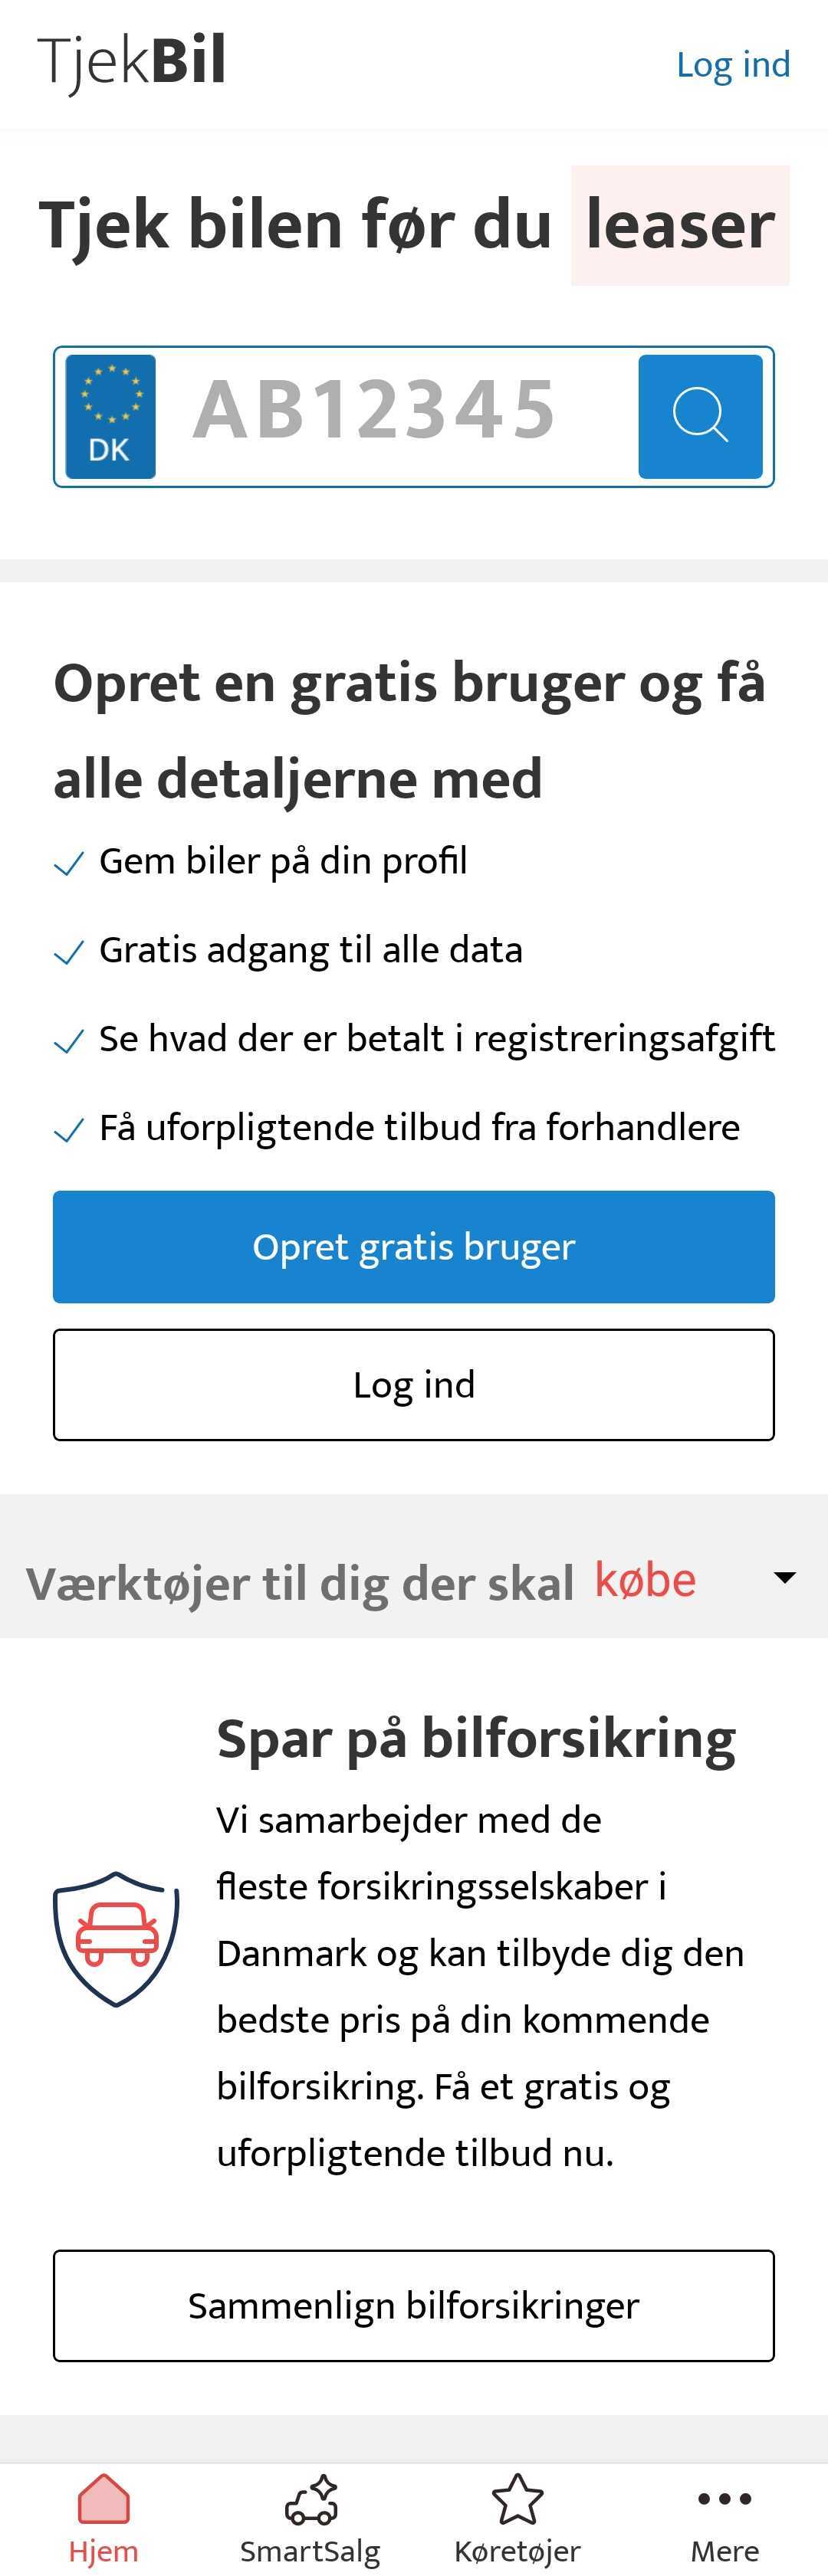 TjekBil
Log ind
Tjek bilen før du leaser
DK
AB12345
Opret en gratis bruger og få
alle detaljerne med
Gem biler på din profil
Gratis adgang til alle data
Se hvad der er betalt i registreringsafgift
Få uforpligtende tilbud fra forhandlere
Opret gratis bruger
Log ind
Værktøjer til dig der skal købe
Spar på bilforsikring
Vi samarbejder med de
fleste forsikringsselskaber i
Danmark og kan tilbyde dig den
bedste pris på din kommende
bilforsikring. Få et gratis og
uforpligtende tilbud nu.
Sammenlign bilforsikringer
Hjem
SmartSalg
Køretøjer
Mere